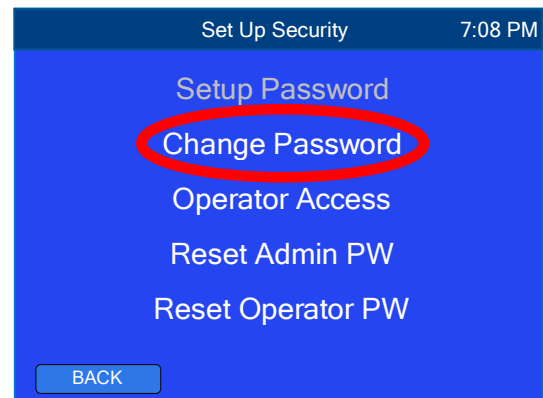 Set Up Security 7:08 PM
Setup Password
Change Password
Operator Access
Reset Admin PW
Reset Operator PW
BACK